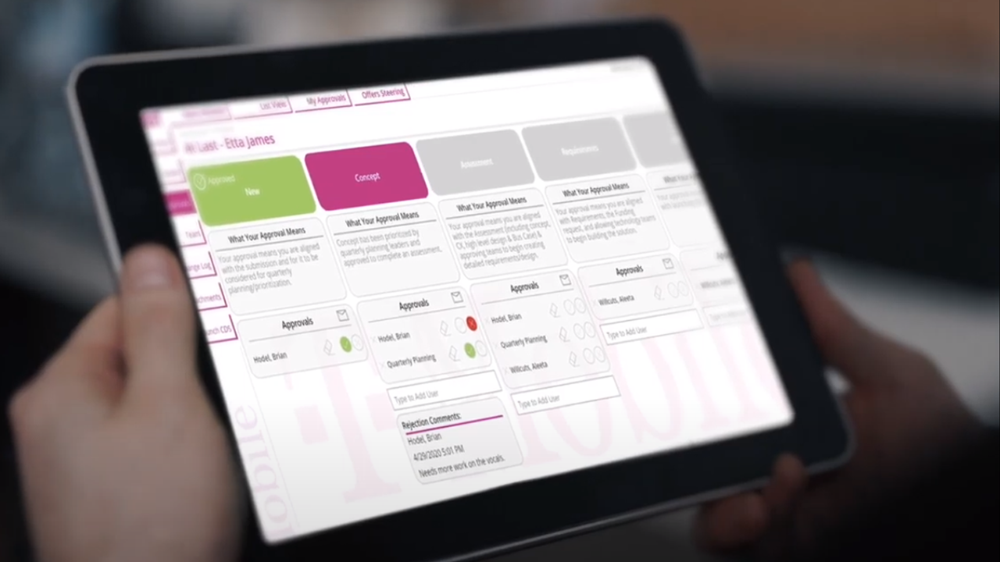 List View
My Approvals
Offers Steering
At Last - Etta James
Approved
New
Concept
Assessment
Requirements
What Your Approval Means
Your approval means you are aligned
with the submission and for it to be
considered for quarterly
planning/prioritization.
What Your Approval Means
Concept has been prioritized by
quarterly planning leaders and
approved to complete an assessment.
What Your Approval Means
Your approval means you are aligned
with the Assessment (including concept,
CX, high level design & Bus Case) &
approving teams to begin creating
detailed requirements/design.
What Your Approval Means
Your approval means you are aligned
with Requirements, the Funding
request, and allowing technology teams
to begin building the solution.
What Your
Approvals
Hodel, Brian
Approvals
Hodel, Brian
Quarterly Planning
Type to Add User
Rejection Comments:
Hodel, Brian
4/29/2020 5:01 PM
Needs more work on the vocals.
Approvals
Hodel, Brian
Quarterly Planning
Willcuts, Aleeta
Type to Add User
Approvals
Willcuts, Aleeta
Type to Add User